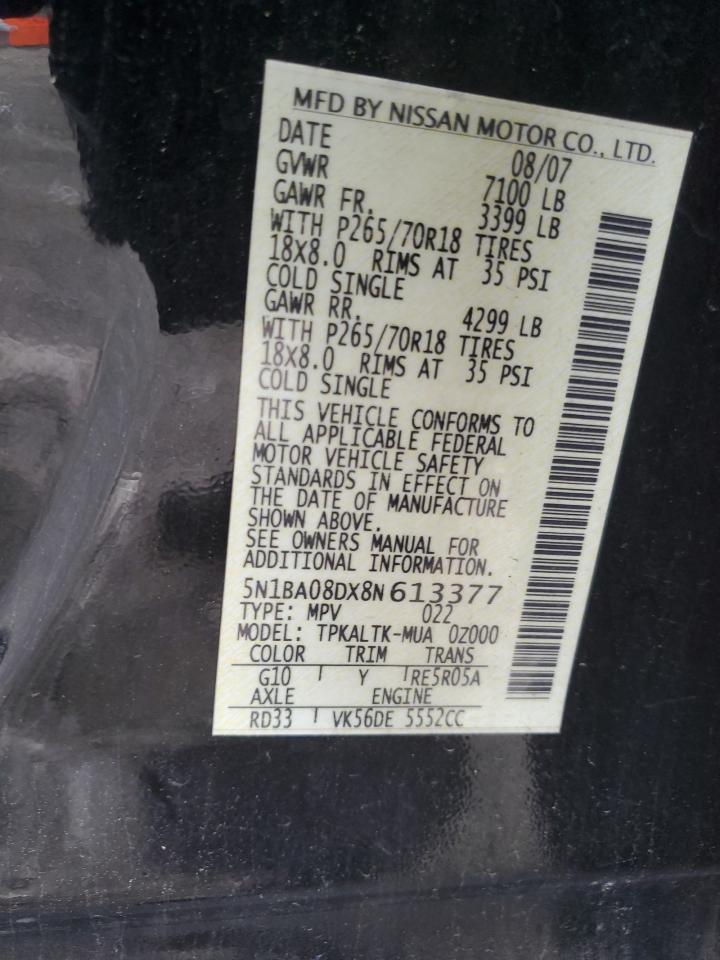 MFD BY NISSAN MOTOR CO., LTD.
DATE 08/07
GVWR 7100 LB
GAWR FR. 3399 LB
WITH P265/70R18 TIRES
18X8.0 RIMS AT 35 PSI
COLD SINGLE
GAWR RR. 4299 LB
WITH P265/70R18 TIRES
18X8.0 RIMS AT 35 PSI
COLD SINGLE
THIS VEHICLE CONFORMS TO
ALL APPLICABLE FEDERAL
MOTOR VEHICLE SAFETY
STANDARDS IN EFFECT ON
THE DATE OF MANUFACTURE
SHOWN ABOVE.
SEE OWNERS MANUAL FOR
ADDITIONAL INFORMATION.
5N1BA08DX8N613377
TYPE: MPV 022
MODEL: TPKALTK-MUA 0Z000
COLOR TRIM TRANS
G10 Y RE5R05A
AXLE ENGINE
RD33 VK56DE 5552CC